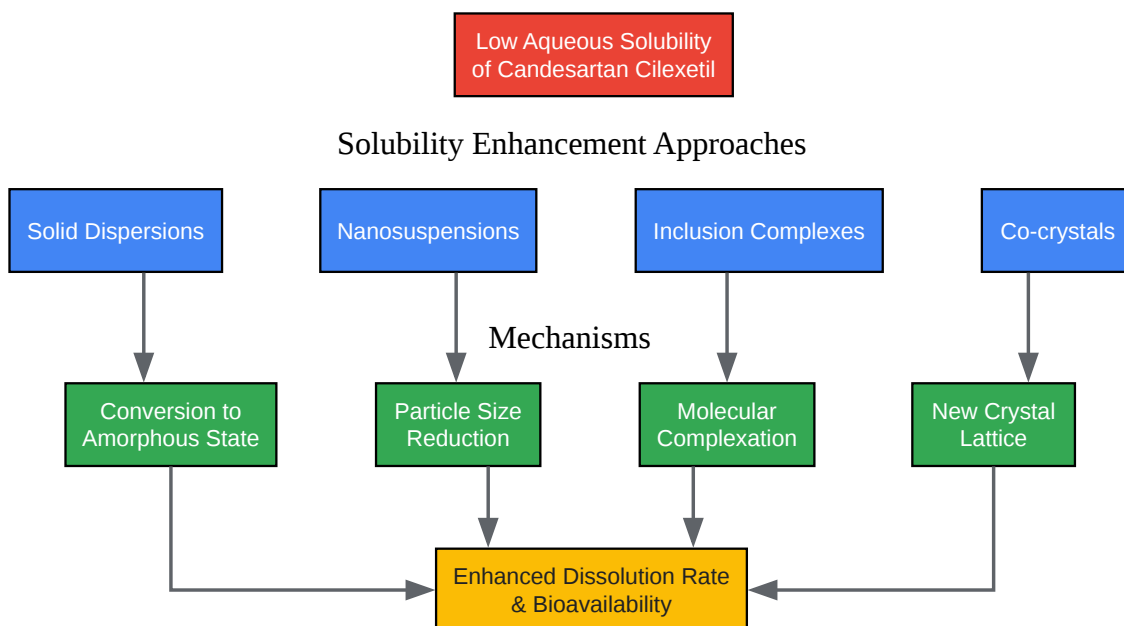 Low Aqueous Solubility
of Candesartan Cilexetil
Solubility Enhancement Approaches
Solid Dispersions
Nanosuspensions
Inclusion Complexes
Co-crystals
Mechanisms
Conversion to
Amorphous State
Particle Size
Reduction
Molecular
Complexation
New Crystal
Lattice
Enhanced Dissolution Rate
& Bioavailability